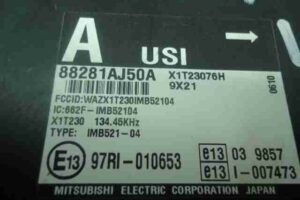 A USI
88281AJ50A X1T23076H
9X21
0610
FCCID:WAZX1T230IMB52104
IC:662F-IMB52104
X1T230 134.45KHz
TYPE: IMB521-04
E13 97RI-010653
e13 03 9857
e13 I-007473
MITSUBISHI ELECTRIC CORPORATION JAPAN